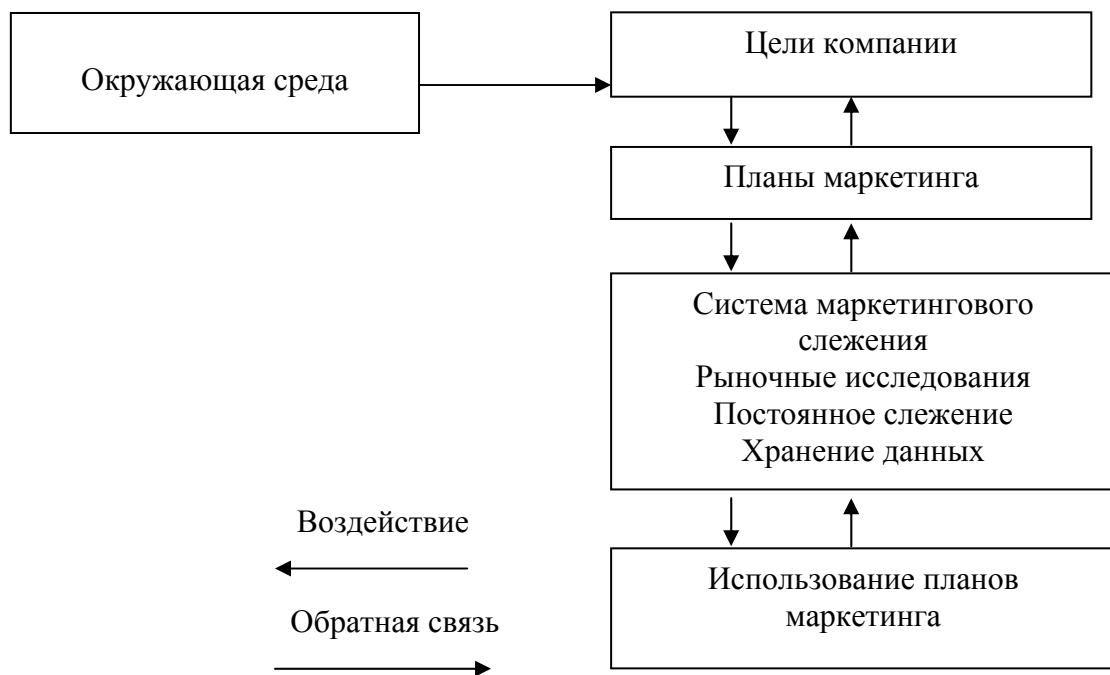 Окружающая среда
Цели компании
Планы маркетинга
Система маркетингового
слежения
Рыночные исследования
Постоянное слежение
Хранение данных
Воздействие
Обратная связь
Использование планов
маркетинга